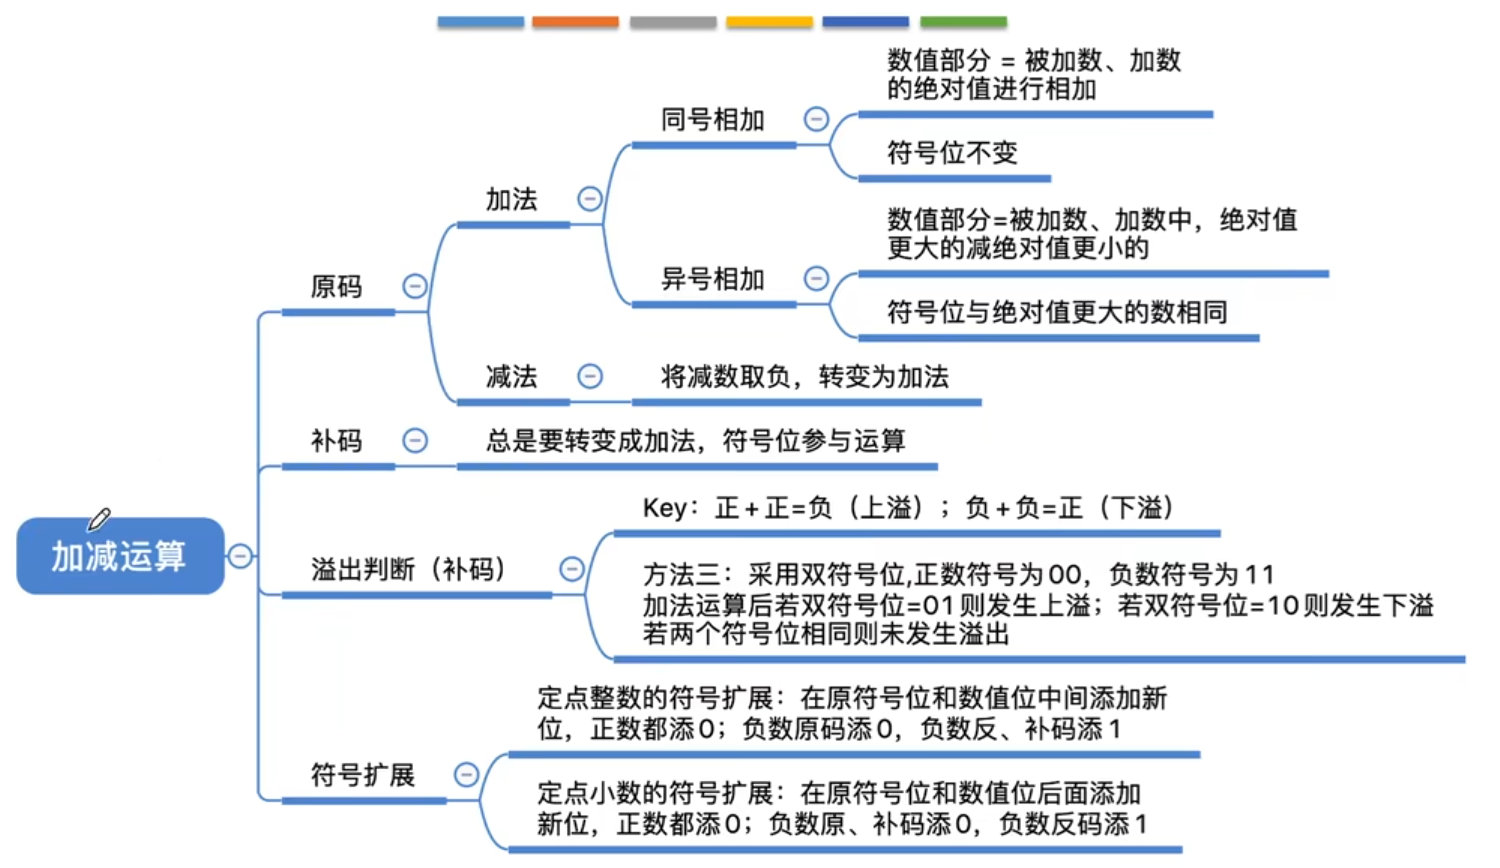 数值部分 = 被加数、加数
的绝对值进行相加
同号相加
符号位不变
加法
数值部分=被加数、加数中，绝对值
更大的减绝对值更小的
异号相加
原码
符号位与绝对值更大的数相同
减法
将减数取负，转变为加法
补码
总是要转变成加法，符号位参与运算
Key：正+正=负（上溢）；负+负=正（下溢）
加减运算
溢出判断（补码）
方法三：采用双符号位,正数符号为00，负数符号为11
加法运算后若双符号位=01则发生上溢；若双符号位=10则发生下溢
若两个符号位相同则未发生溢出
定点整数的符号扩展：在原符号位和数值位中间添加新
位，正数都添0；负数原码添0，负数反、补码添1
符号扩展
定点小数的符号扩展：在原符号位和数值位后面添加
新位，正数都添0；负数原、补码添0，负数反码添1